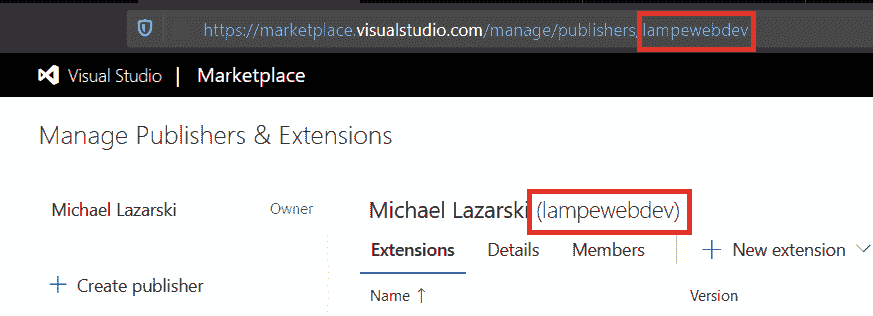 https://marketplace.visualstudio.com/manage/publishers/lampewebdev
Visual Studio | Marketplace
Manage Publishers & Extensions
Michael Lazarski Owner
Michael Lazarski (lampewebdev)
Extensions Details Members + New extension
+ Create publisher
Name ↑ Version